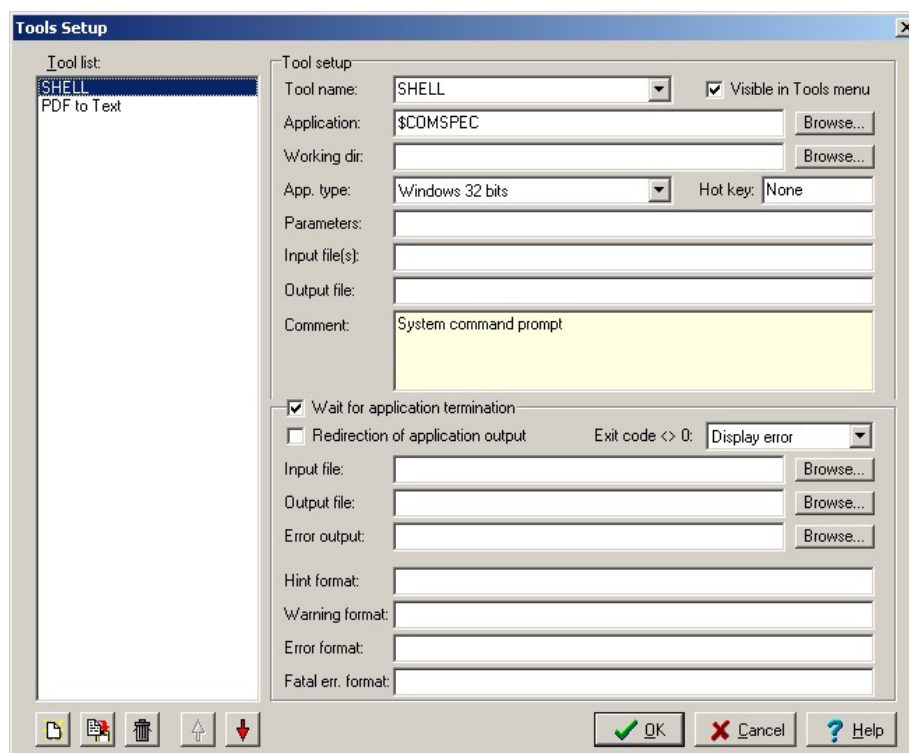 Tools Setup
Tool list:
SHELL
PDF to Text
Tool setup
Tool name: SHELL Visible in Tools menu
Application: $COMSPEC Browse...
Working dir: Browse...
App. type: Windows 32 bits Hot key: None
Parameters:
Input file(s):
Output file:
Comment: System command prompt
Wait for application termination
Redirection of application output Exit code <> 0: Display error
Input file: Browse...
Output file: Browse...
Error output: Browse...
Hint format:
Warning format:
Error format:
Fatal err. format:
OK Cancel Help